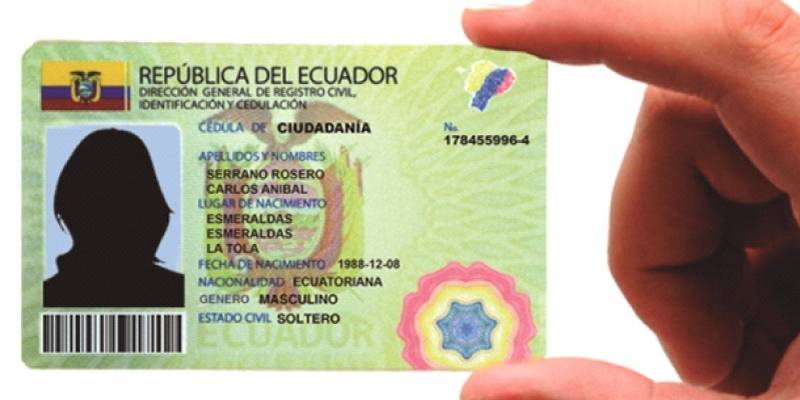 REPÚBLICA DEL ECUADOR
DIRECCIÓN GENERAL DE REGISTRO CIVIL,
IDENTIFICACIÓN Y CEDULACIÓN
CÉDULA DE CIUDADANÍA
No.
178455996-4
APELLIDOS Y NOMBRES
SERRANO ROSERO
CARLOS ANIBAL
LUGAR DE NACIMIENTO
ESMERALDAS
ESMERALDAS
LA TOLA
FECHA DE NACIMIENTO 1988-12-08
NACIONALIDAD ECUATORIANA
GENERO MASCULINO
ESTADO CIVIL SOLTERO
ECUADOR